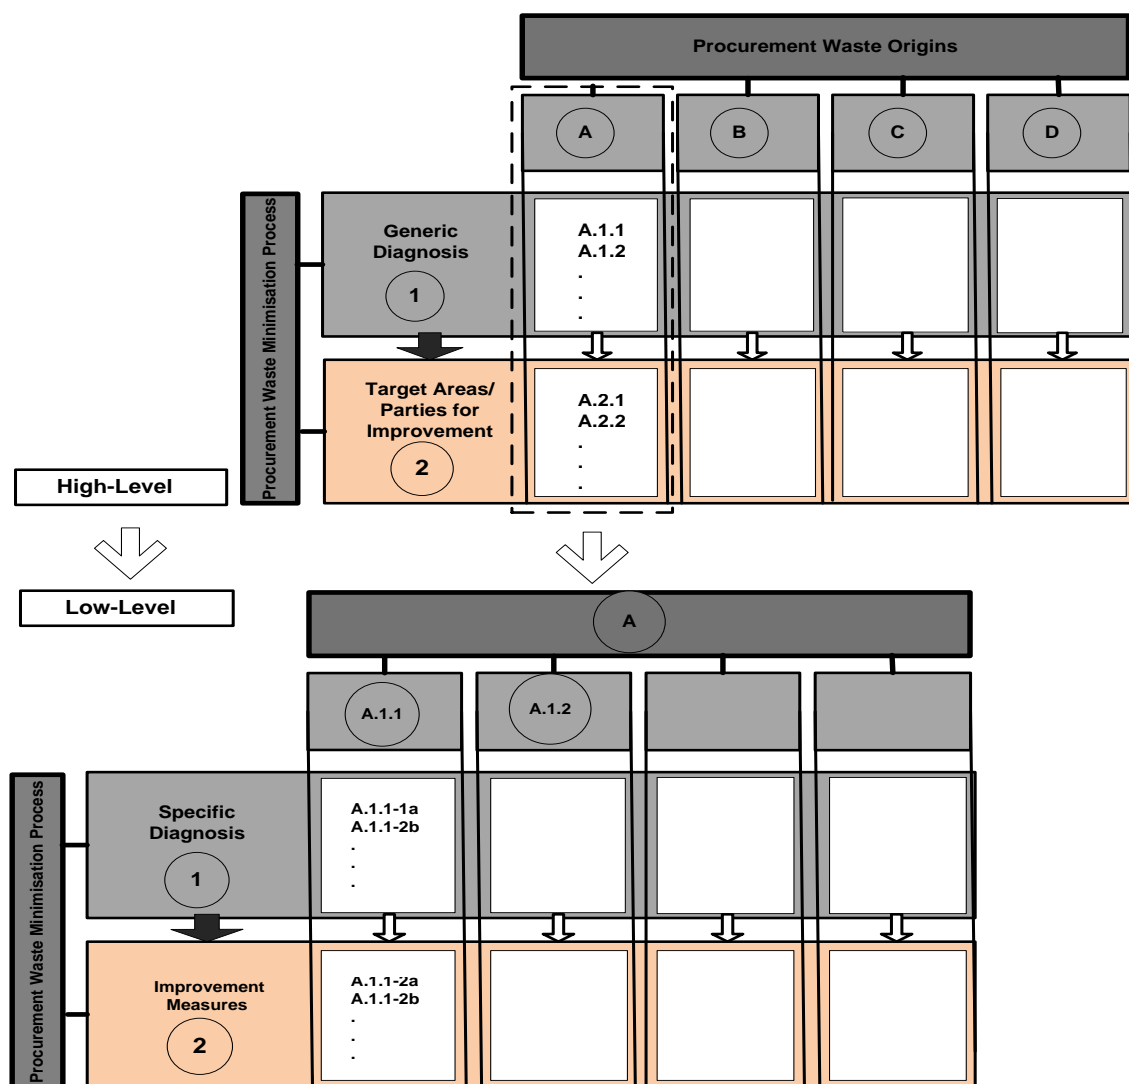 Procurement Waste Origins
A
B
C
D
Procurement Waste Minimisation Process
Generic
Diagnosis
1
A.1.1
A.1.2
.
.
.
Target Areas/
Parties for
Improvement
2
A.2.1
A.2.2
.
.
.
High-Level
Low-Level
A
A.1.1
A.1.2
Procurement Waste Minimisation Process
Specific
Diagnosis
1
A.1.1-1a
A.1.1-2b
.
.
.
Improvement
Measures
2
A.1.1-2a
A.1.1-2b
.
.
.